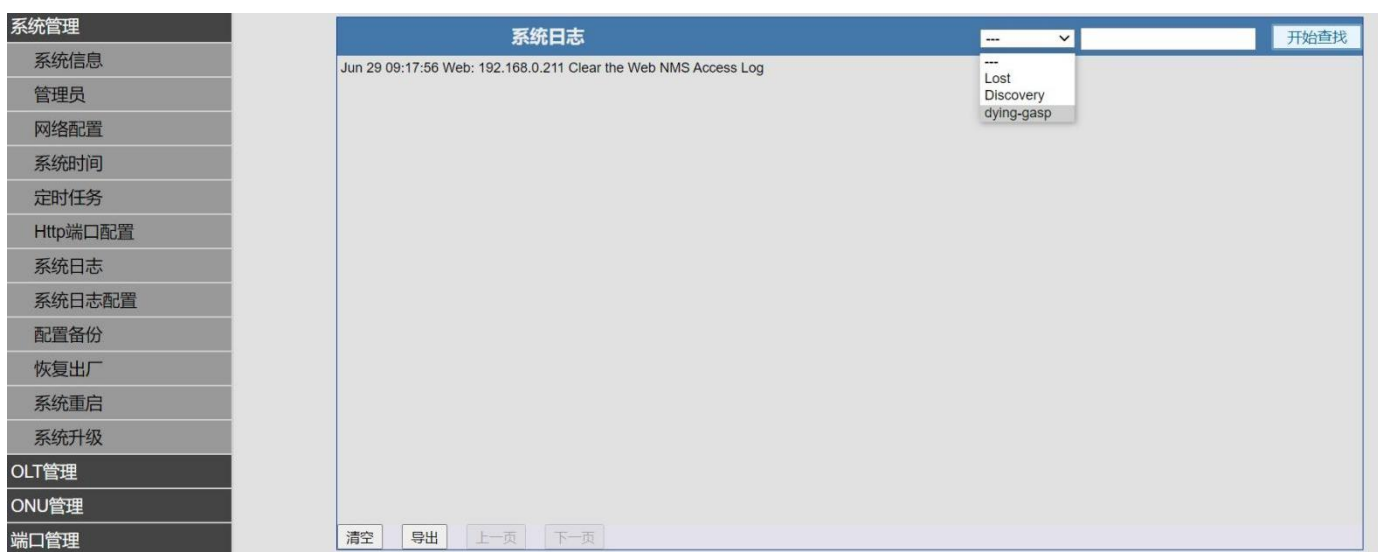 系统管理
系统信息
管理员
网络配置
系统时间
定时任务
Http端口配置
系统日志
系统日志配置
配置备份
恢复出厂
系统重启
系统升级
OLT管理
ONU管理
端口管理
系统日志
---
开始查找
---
Lost
Discovery
dying-gasp
Jun 29 09:17:56 Web: 192.168.0.211 Clear the Web NMS Access Log
清空 导出 上一页 下一页